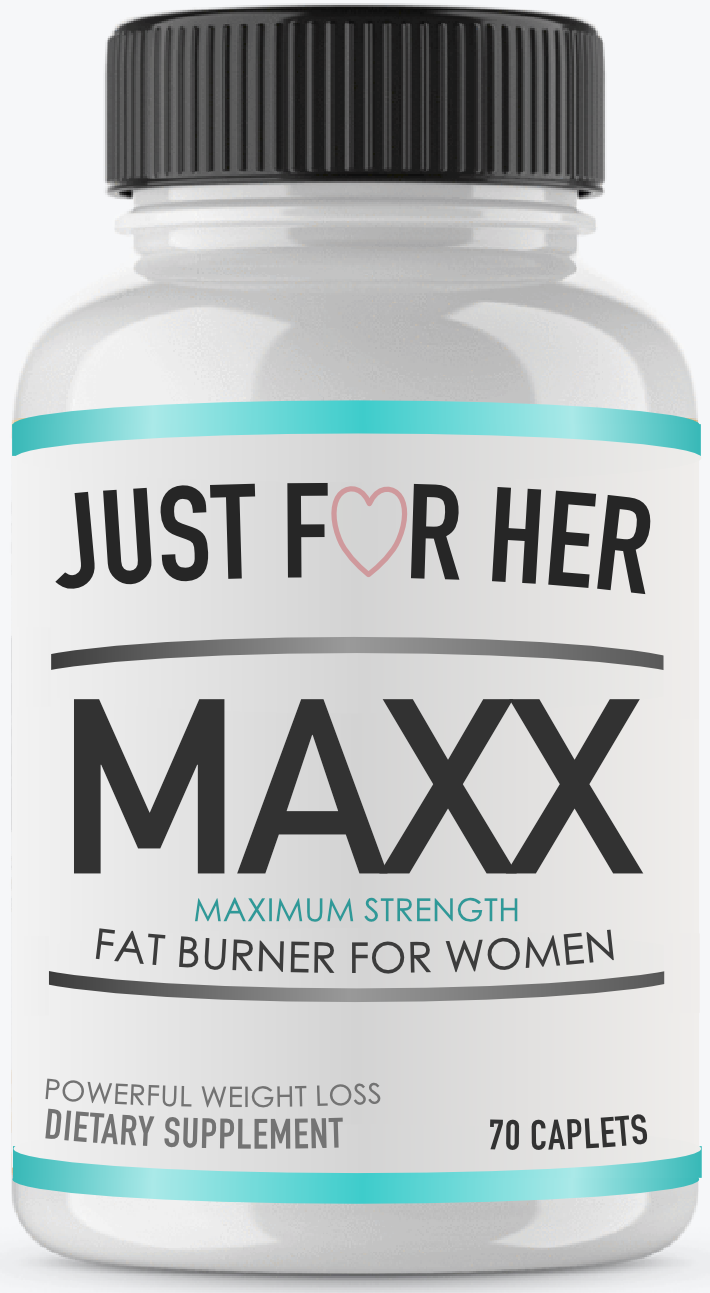 JUST FOR HER
MAXX
MAXIMUM STRENGTH
FAT BURNER FOR WOMEN
POWERFUL WEIGHT LOSS
DIETARY SUPPLEMENT
70 CAPLETS